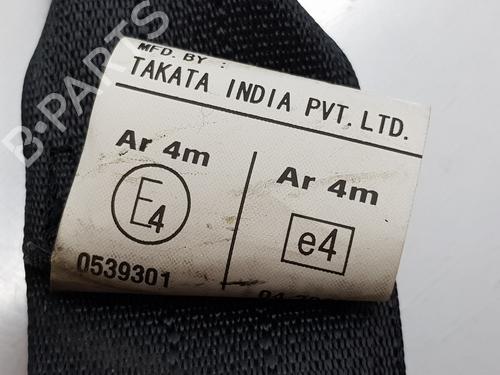 MFD. BY :
TAKATA INDIA PVT. LTD.
Ar 4m
E4
0539301
Ar 4m
e4
B-PARTS